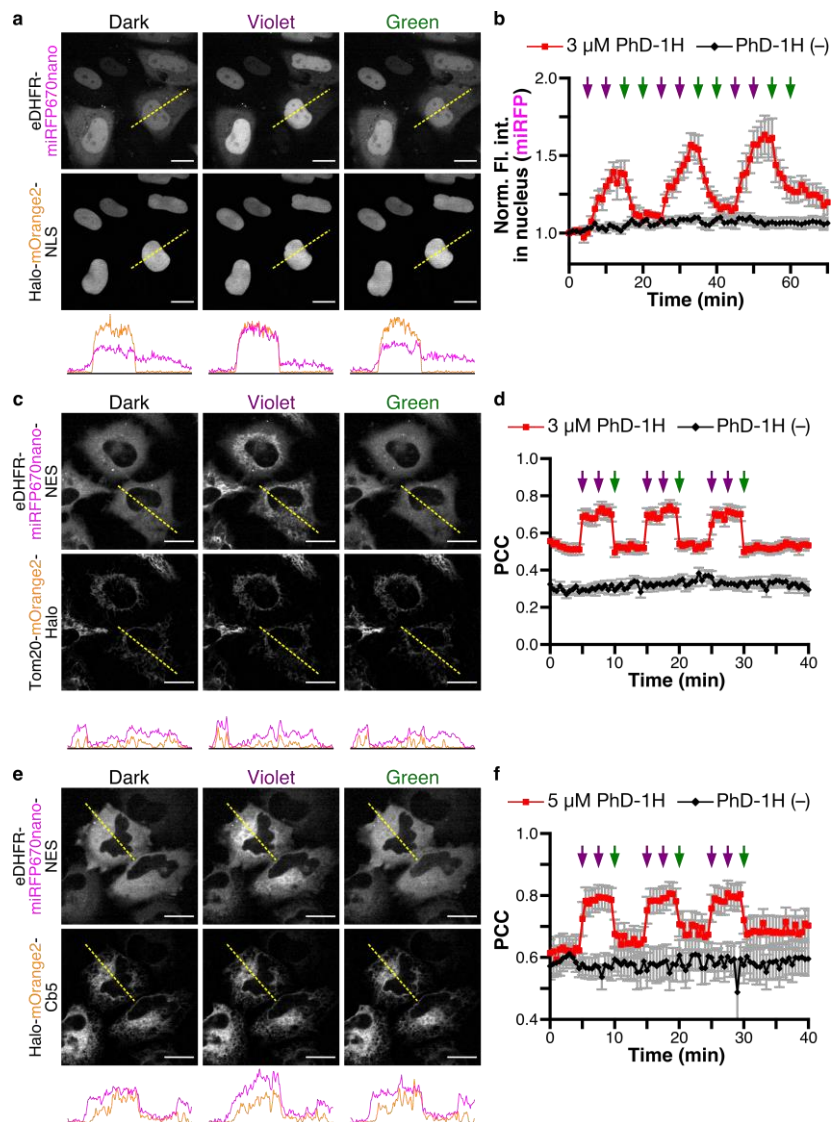 a
Dark
Violet
Green
eDHFR-
miRFP670nano
Halo-mOrange2-
NLS
b
3 µM PhD-1H
PhD-1H (–)
Norm. Fl. int.
in nucleus (miRFP)
2.0
1.5
1.0
0
20
40
60
Time (min)
c
Dark
Violet
Green
eDHFR-
miRFP670nano-
NES
Tom20-mOrange2-
Halo
d
3 µM PhD-1H
PhD-1H (–)
PCC
1.0
0.8
0.6
0.4
0.2
0.0
0
10
20
30
40
Time (min)
e
Dark
Violet
Green
eDHFR-
miRFP670nano-
NES
Halo-mOrange2-
Cb5
f
5 µM PhD-1H
PhD-1H (–)
PCC
1.0
0.8
0.6
0.4
0
10
20
30
40
Time (min)